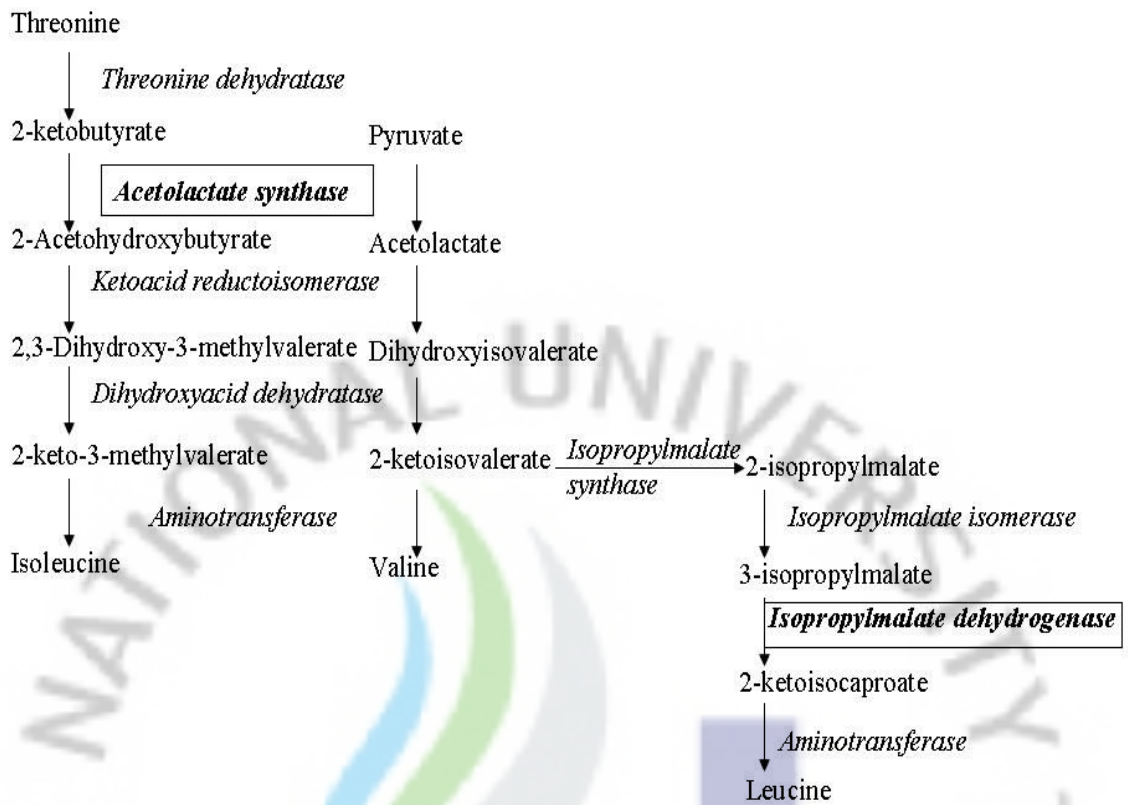 Threonine
Threonine dehydratase
2-ketobutyrate Pyruvate
Acetolactate synthase
2-Acetohydroxybutyrate Acetolactate
Ketoacid reductoisomerase
2,3-Dihydroxy-3-methylvalerate Dihydroxyisovalerate
Dihydroxyacid dehydratase
2-keto-3-methylvalerate 2-ketoisovalerate Isopropylmalate synthase 2-isopropylmalate
Aminotransferase Isopropylmalate isomerase
Isoleucine Valine 3-isopropylmalate
Isopropylmalate dehydrogenase
2-ketoisocaproate
Aminotransferase
Leucine
NATIONAL UNIVERSITY